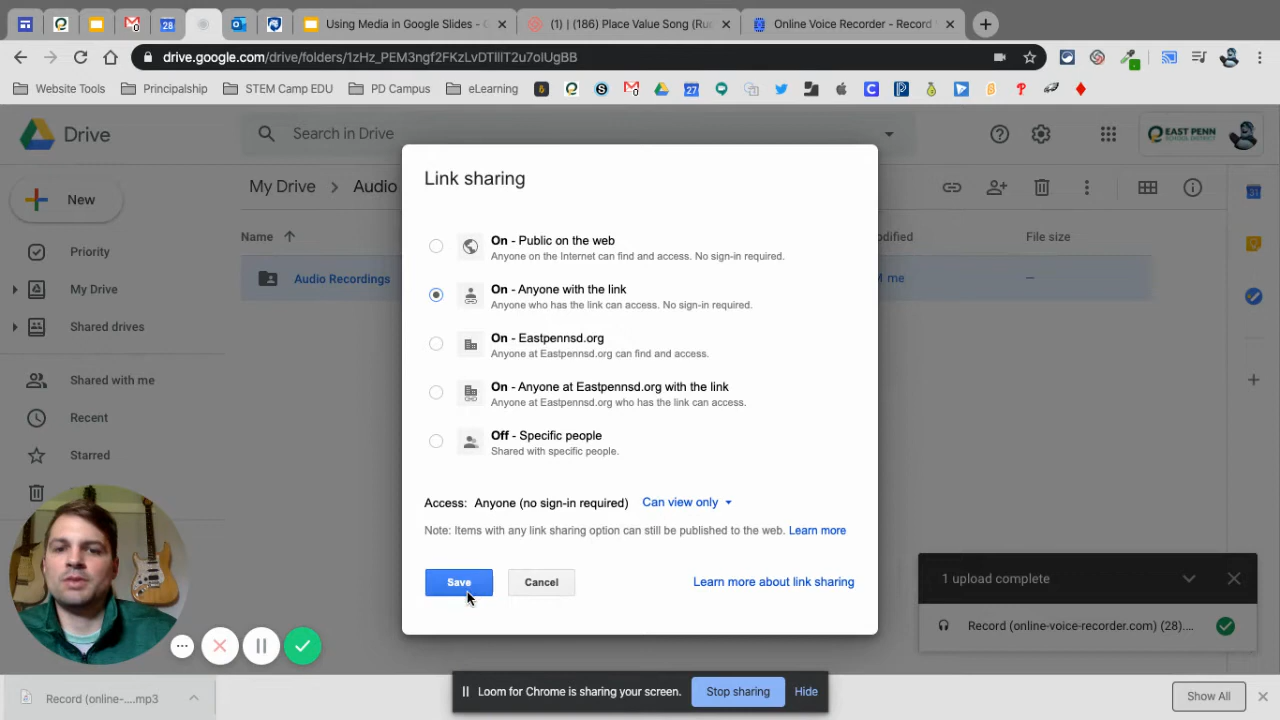 Using Media in Google Slides - G
(1) | (186) Place Value Song (Ru
Online Voice Recorder - Record
drive.google.com/drive/folders/1zHz_PEM3ngf2FKzLvDTlliT2u7olUgBB
Website Tools
Principalship
STEM Camp EDU
PD Campus
eLearning
Drive
Search in Drive
EAST PENN
SCHOOL DISTRICT
New
My Drive
Audio
Name
odified
File size
Audio Recordings
me
—
Priority
My Drive
Shared drives
Shared with me
Recent
Starred
Link sharing
On - Public on the web
Anyone on the Internet can find and access. No sign-in required.
On - Anyone with the link
Anyone who has the link can access. No sign-in required.
On - Eastpennsd.org
Anyone at Eastpennsd.org can find and access.
On - Anyone at Eastpennsd.org with the link
Anyone at Eastpennsd.org who has the link can access.
Off - Specific people
Shared with specific people.
Access: Anyone (no sign-in required) Can view only
Note: Items with any link sharing option can still be published to the web. Learn more
Save
Cancel
Learn more about link sharing
1 upload complete
Record (online-voice-recorder.com) (28)....
Loom for Chrome is sharing your screen.
Stop sharing
Hide
Record (online-....mp3
Show All